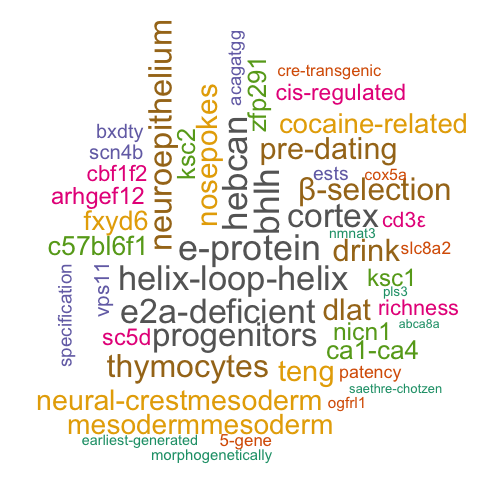 neuroepithelium
acagatgg
cre-transgenic
cis-regulated
zfp291
nosepokes
cocaine-related
bxdty
ksc2
hebcan
pre-dating
scn4b
bhlh
ests
cox5a
cbf1f2
β-selection
arhgef12
fxyd6
cortex
cd3ε
nmnat3
c57bl6f1
e-protein
drink
slc8a2
specification
vps11
helix-loop-helix
ksc1
pls3
e2a-deficient
dlat
richness
abca8a
sc5d
progenitors
nicn1
ca1-ca4
thymocytes
teng
patency
saethre-chotzen
neural-crestmesoderm
ogfrl1
mesodermmesoderm
earliest-generated
5-gene
morphogenetically